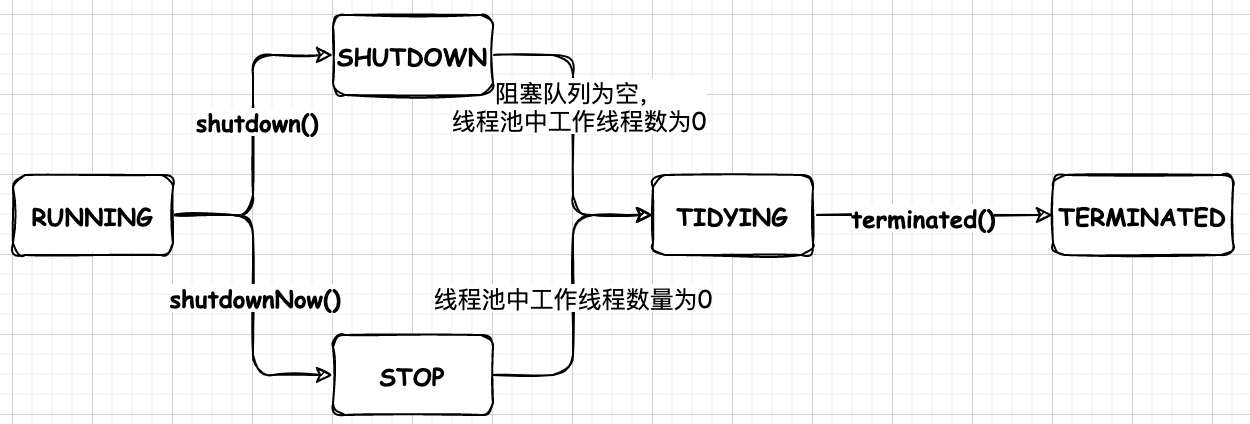 SHUTDOWN
阻塞队列为空，
线程池中工作线程数为0
shutdown()
RUNNING
TIDYING
terminated()
TERMINATED
shutdownNow()
线程池中工作线程数量为0
STOP